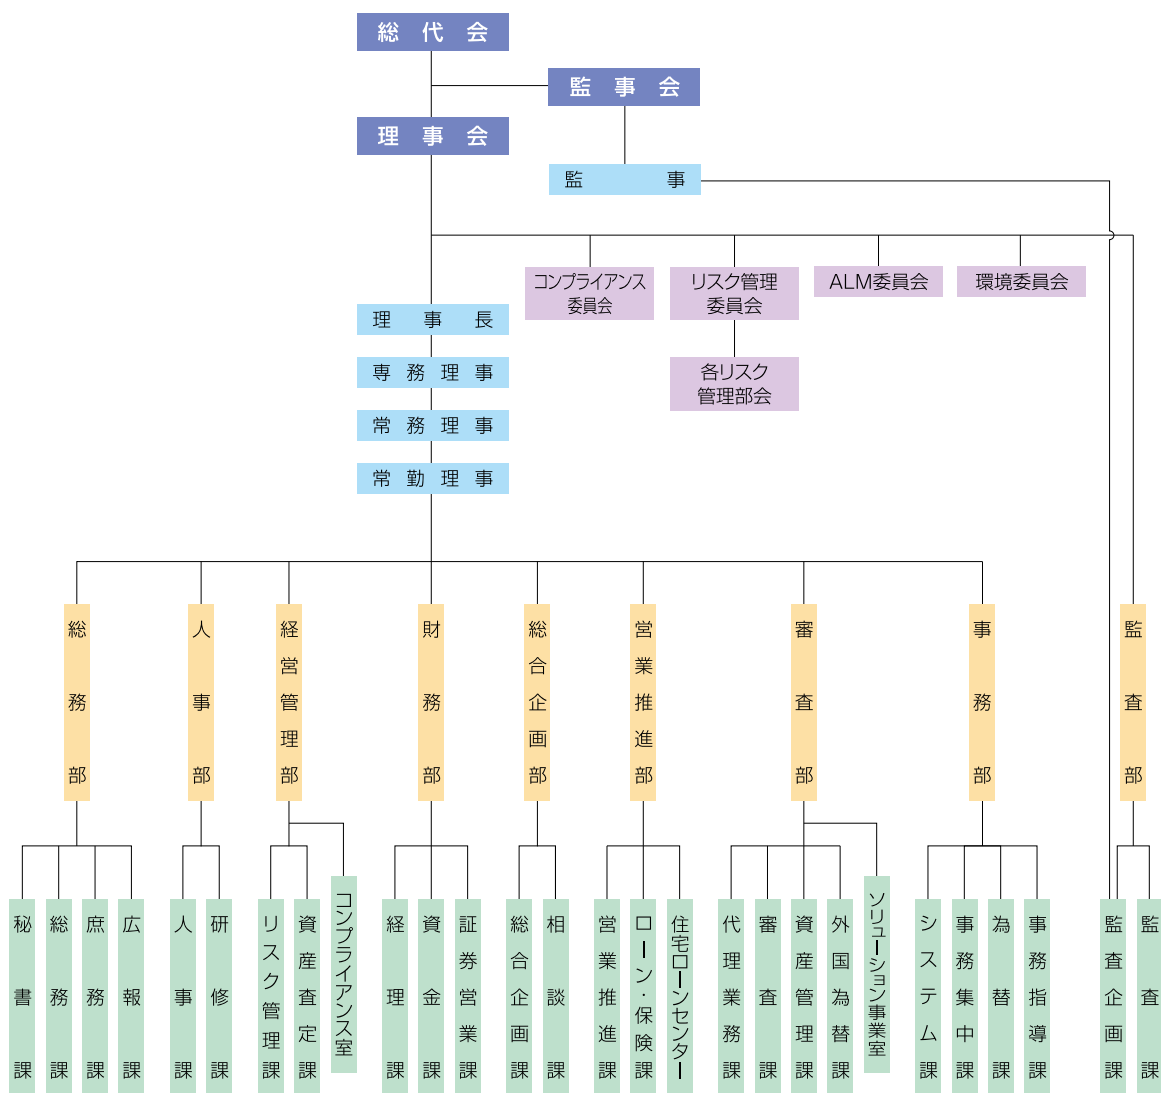 総代会
監事会
理事会
監事
コンプライアンス
委員会
リスク管理
委員会
ALM委員会
環境委員会
理事長
専務理事
各リスク
管理部会
常務理事
常勤理事
総務部
人事部
経営管理部
財務部
総合企画部
営業推進部
審査部
事務部
監査部
秘書課
総務課
庶務課
広報課
人事課
研修課
リスク管理課
資産査定課
コンプライアンス室
経理課
資金課
証券営業課
総合企画課
相談課
営業推進課
ローン・保険課
住宅ローンセンター
代理業務課
審査課
資産管理課
外国為替課
ソリューション事業室
システム課
事務集中課
為替課
事務指導課
監査企画課
監査課